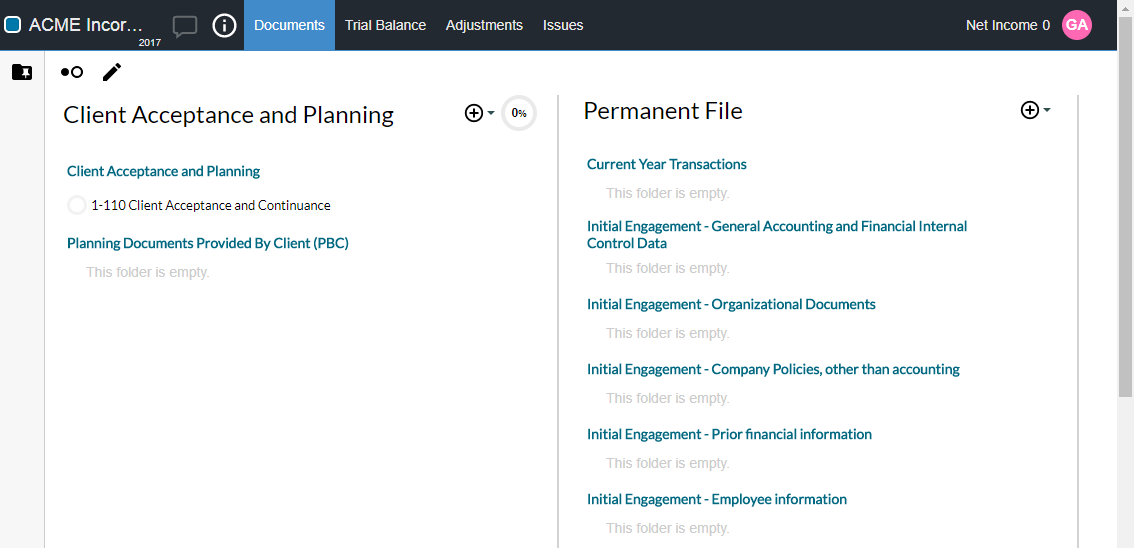 ACME Incor...
2017
Documents
Trial Balance
Adjustments
Issues
Net Income 0
GA
Client Acceptance and Planning
0%
Client Acceptance and Planning
1-110 Client Acceptance and Continuance
Planning Documents Provided By Client (PBC)
This folder is empty.
Permanent File
Current Year Transactions
This folder is empty.
Initial Engagement - General Accounting and Financial Internal
Control Data
This folder is empty.
Initial Engagement - Organizational Documents
This folder is empty.
Initial Engagement - Company Policies, other than accounting
This folder is empty.
Initial Engagement - Prior financial information
This folder is empty.
Initial Engagement - Employee information
This folder is empty.